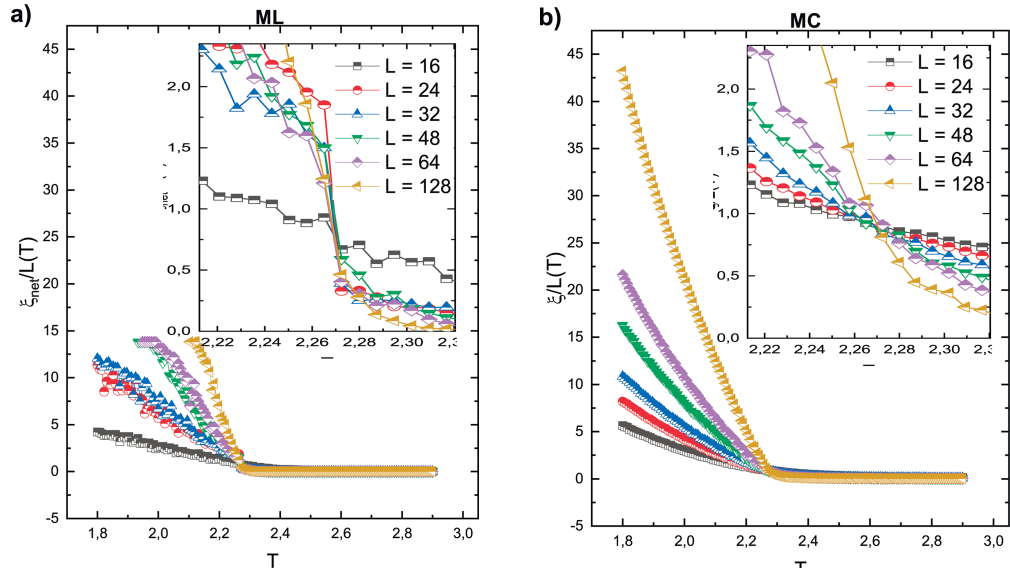 a)
ML
45
40
35
30
25
20
15
10
5
0
-5
ξnet/L(T)
1,8
2,0
2,2
2,4
2,6
2,8
3,0
T
2,0
1,5
1,0
0,5
0,0
2,22
2,24
2,26
2,28
2,30
L = 16
L = 24
L = 32
L = 48
L = 64
L = 128
b)
MC
45
40
35
30
25
20
15
10
5
0
-5
ξ/L(T)
1,8
2,0
2,2
2,4
2,6
2,8
3,0
2,0
1,5
1,0
0,5
0,0
2,22
2,24
2,26
2,28
2,30
L = 16
L = 24
L = 32
L = 48
L = 64
L = 128